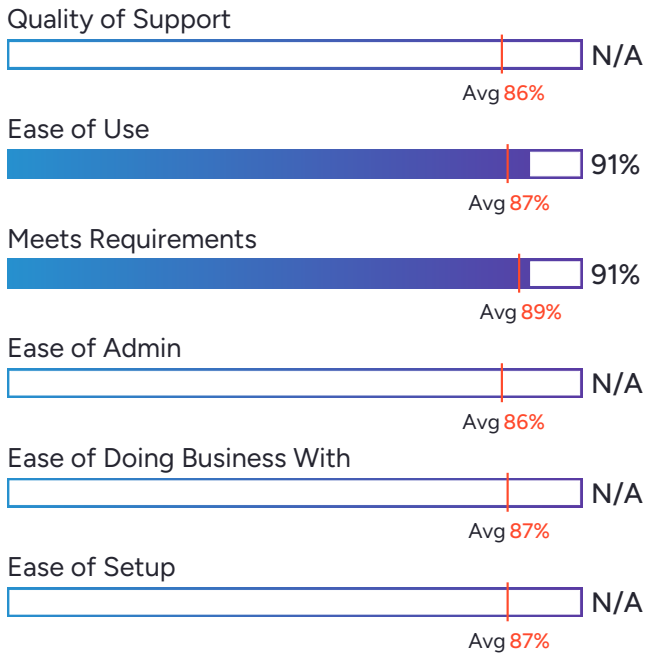 Quality of Support
N/A
Avg 86%
Ease of Use
91%
Avg 87%
Meets Requirements
91%
Avg 89%
Ease of Admin
N/A
Avg 86%
Ease of Doing Business With
N/A
Avg 87%
Ease of Setup
N/A
Avg 87%